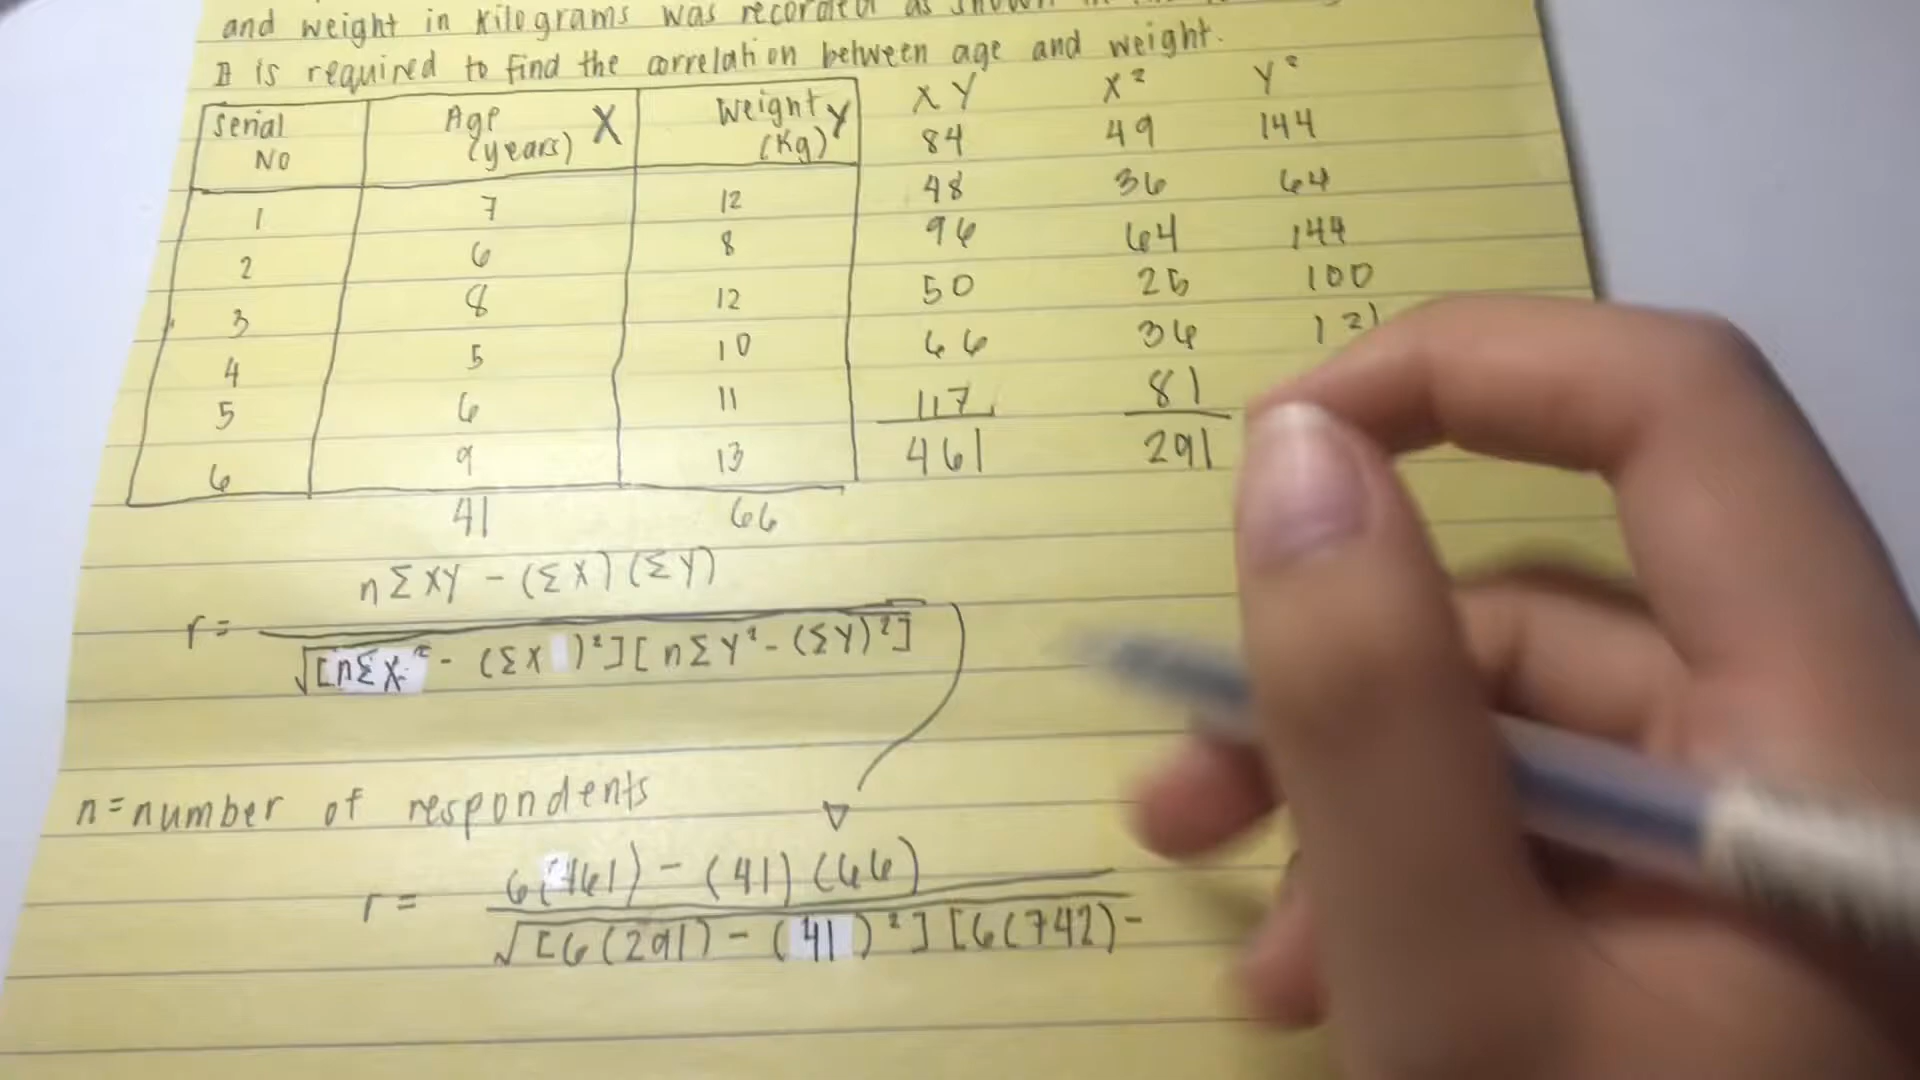 and weight in kilograms was recorded as shown in the
It is required to find the correlation between age and weight.
Serial No Age (years) X Weight (Kg) Y XY X² Y²
84 49 144
1 7 12 48 36 64
2 6 8 96 64 144
3 8 12 50 25 100
4 5 10 66 36 121
5 6 11 117 81
6 9 13 461 291
41 66
r = n Σ XY - (Σ X) (Σ Y)
√[nΣX² - (ΣX )²][nΣY² - (ΣY)²]
n = number of respondents
r = 6(461) - (41) (66)
√[6(291) - (41)²] [6(742) -